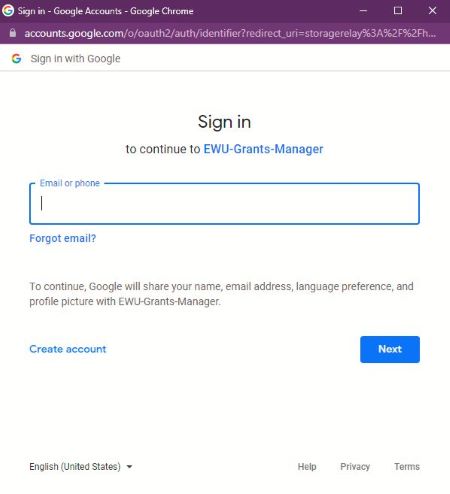 Sign in - Google Accounts - Google Chrome
accounts.google.com/o/oauth2/auth/identifier?redirect_uri=storagerelay%3A%2F%2Fh...
Sign in with Google
Sign in
to continue to EWU-Grants-Manager
Email or phone
Forgot email?
To continue, Google will share your name, email address, language preference, and
profile picture with EWU-Grants-Manager.
Create account Next
English (United States) Help Privacy Terms